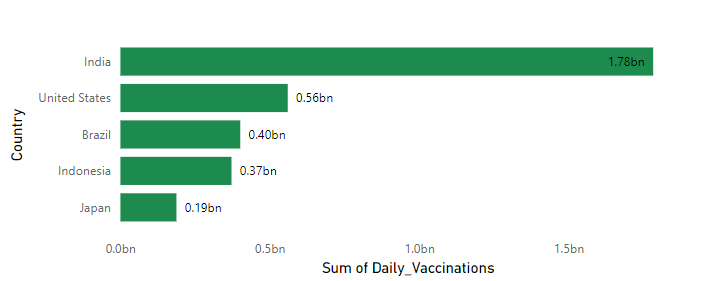 Country
India 1.78bn
United States 0.56bn
Brazil 0.40bn
Indonesia 0.37bn
Japan 0.19bn
0.0bn 0.5bn 1.0bn 1.5bn
Sum of Daily_Vaccinations